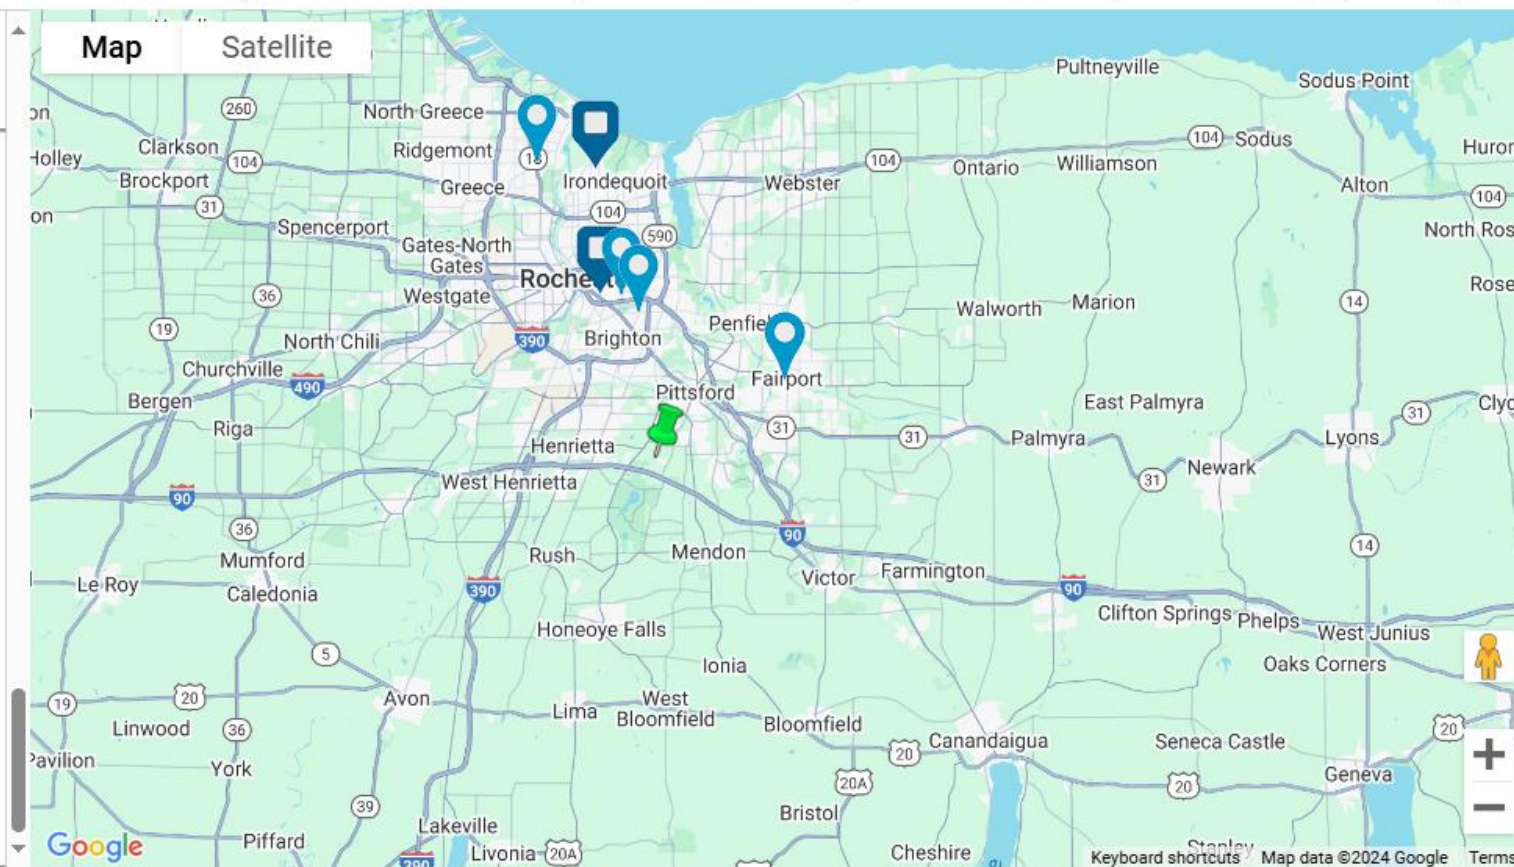 Map
Satellite
Pultneyville
Sodus Point
260
North Greece
on
104
Sodus
Clarkson
Ridgemont
Huron
Holley
104
18
104
Ontario
Williamson
Brockport
Greece
Irondequoit
Webster
Alton
104
31
104
on
Spencerport
590
North Ros
Gates-North
Gates
Rochest
36
Westgate
Walworth
Marion
14
Rose
19
North Chili
390
Brighton
Penfiel
Churchville
490
Fairport
Bergen
Pittsford
East Palmyra
Clyd
Riga
31
31
31
Henrietta
Palmyra
Lyons
West Henrietta
Newark
31
90
36
90
Rush
Mendon
14
Mumford
Le Roy
Caledonia
390
Victor
Farmington
90
Clifton Springs
Phelps
West Junius
Honeoye Falls
5
Ionia
Oaks Corners
19
20
Avon
Lima
West
Bloomfield
Linwood
36
Bloomfield
20
Canandaigua
Seneca Castle
20
Pavilion
York
20A
20
Geneva
39
Bristol
Lakeville
Google
Piffard
390
Livonia
20A
Cheshire
Stanley
Keyboard shortcuts
Map data ©2024 Google
Terms